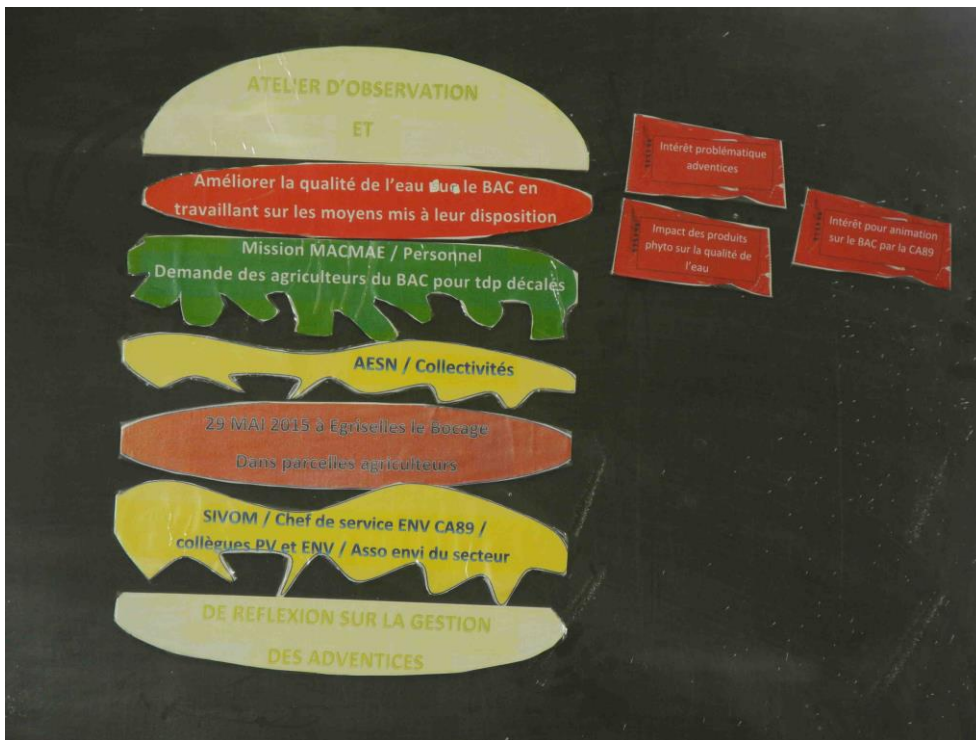 ATELIER D'OBSERVATION
ET
Améliorer la qualité de l'eau le BAC en
travaillant sur les moyens mis à leur disposition
Mission MACMAE / Personnel
Demande des agriculteurs du BAC pour tdp décalés
AESN / Collectivités
29 MAI 2015 à Egriselles le Bocage
Dans parcelles agriculteurs
SIVOM / Chef de service ENV CA89 /
collègues PV et ENV / Asso envi du secteur
DE REFLEXION SUR LA GESTION
DES ADVENTICES
Intérêt problématique
adventices
Impact des produits
phyto sur la qualité de
l'eau
Intérêt pour animation
sur le BAC par la CA89